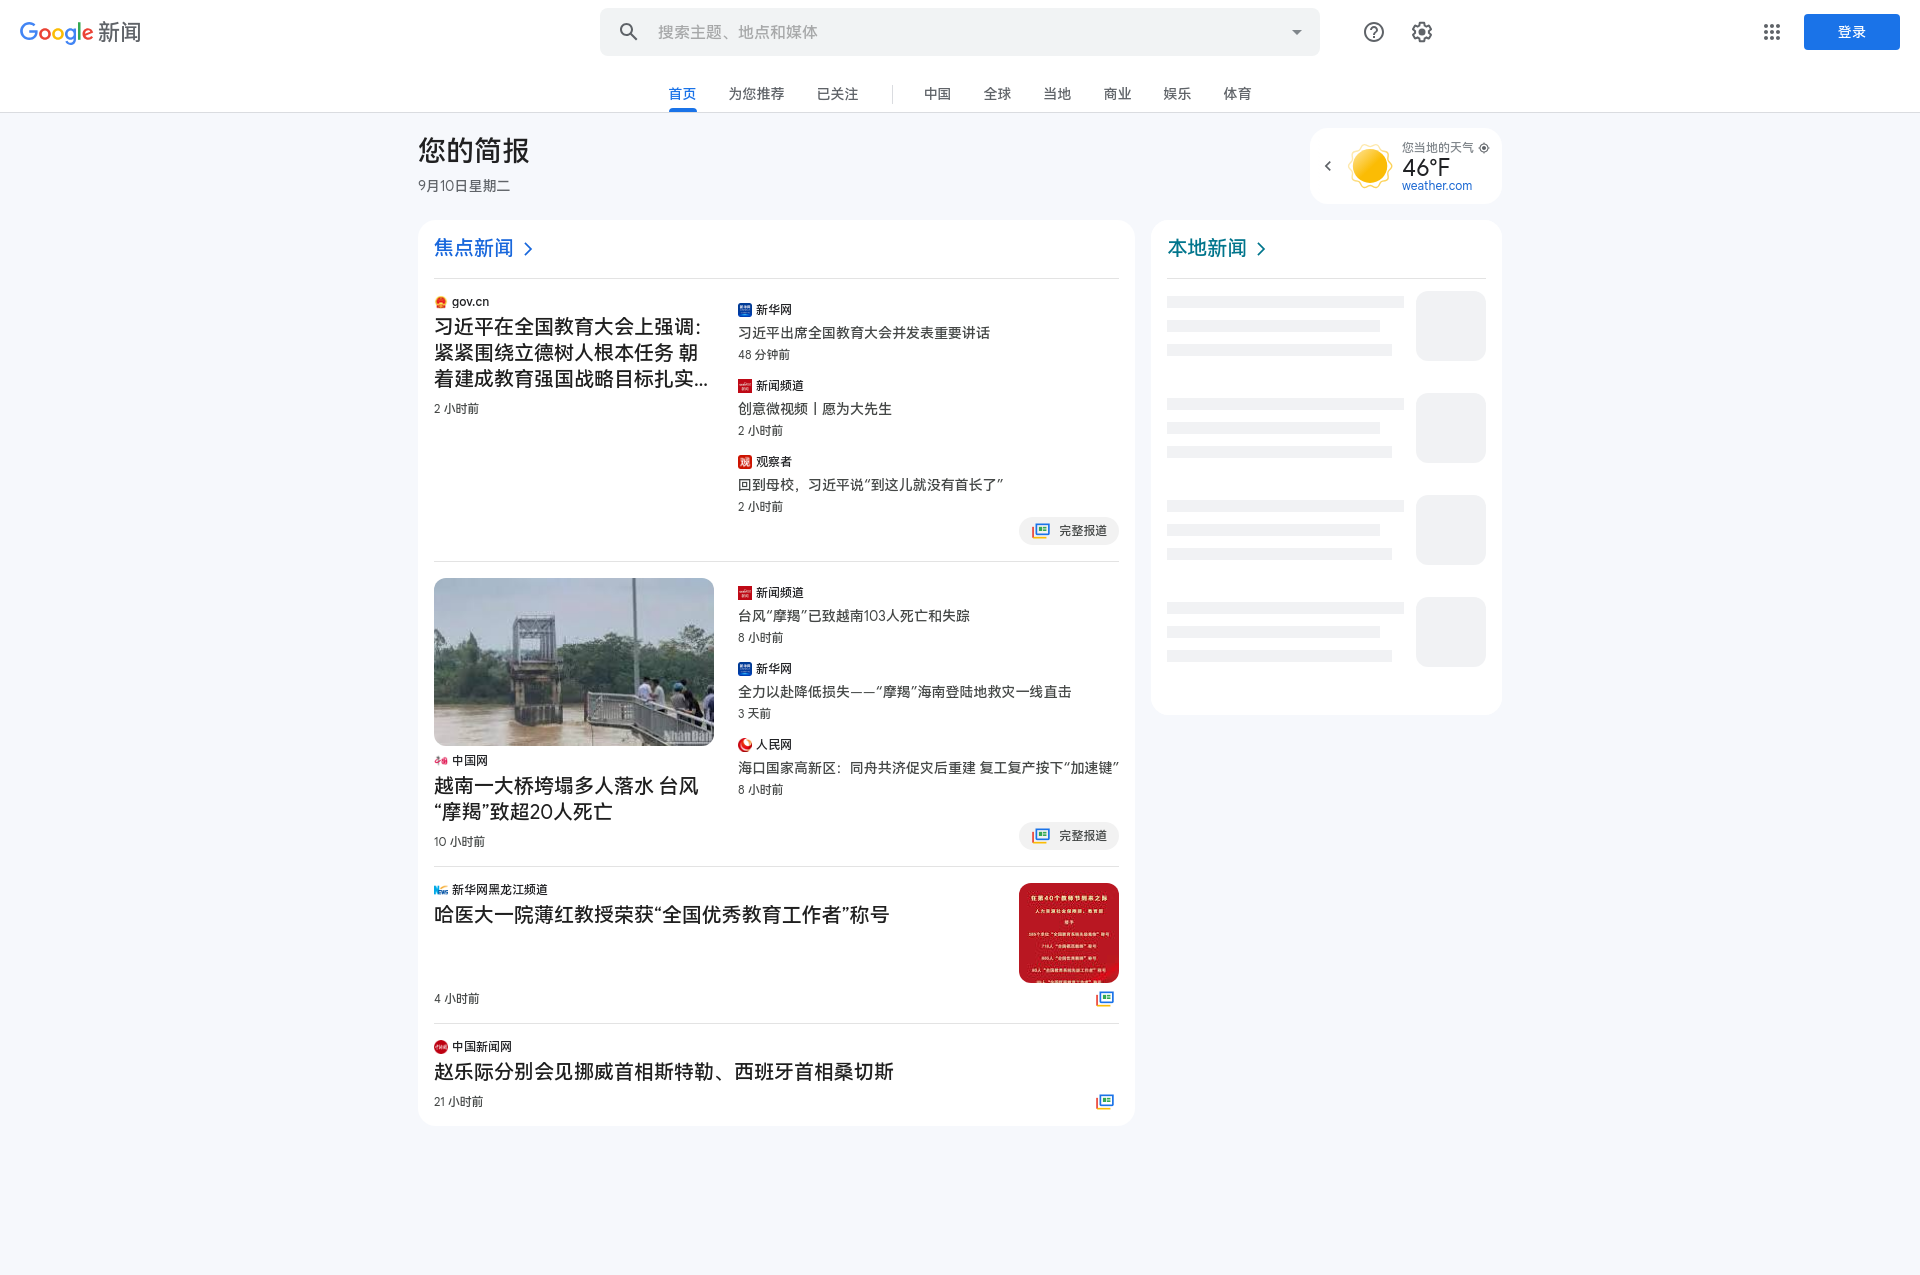 Google 新闻
搜索主题、地点和媒体
登录
首页
为您推荐
已关注
中国
全球
当地
商业
娱乐
体育
您的简报
9月10日星期二
您当地的天气
46°F
weather.com
焦点新闻
gov.cn
习近平在全国教育大会上强调：
紧紧围绕立德树人根本任务 朝
着建成教育强国战略目标扎实...
2 小时前
新华网
习近平出席全国教育大会并发表重要讲话
48 分钟前
新闻频道
创意微视频丨愿为大先生
2 小时前
观察者
回到母校，习近平说“到这儿就没有首长了”
2 小时前
完整报道
NhanDan
中国网
越南一大桥垮塌多人落水 台风
“摩羯”致超20人死亡
10 小时前
新闻频道
台风“摩羯”已致越南103人死亡和失踪
8 小时前
新华网
全力以赴降低损失——“摩羯”海南登陆地救灾一线直击
3 天前
人民网
海口国家高新区：同舟共济促灾后重建 复工复产按下“加速键”
8 小时前
完整报道
新华网黑龙江频道
哈医大一院薄红教授荣获“全国优秀教育工作者”称号
4 小时前
在第40个教师节到来之际
中国新闻网
赵乐际分别会见挪威首相斯特勒、西班牙首相桑切斯
21 小时前
本地新闻